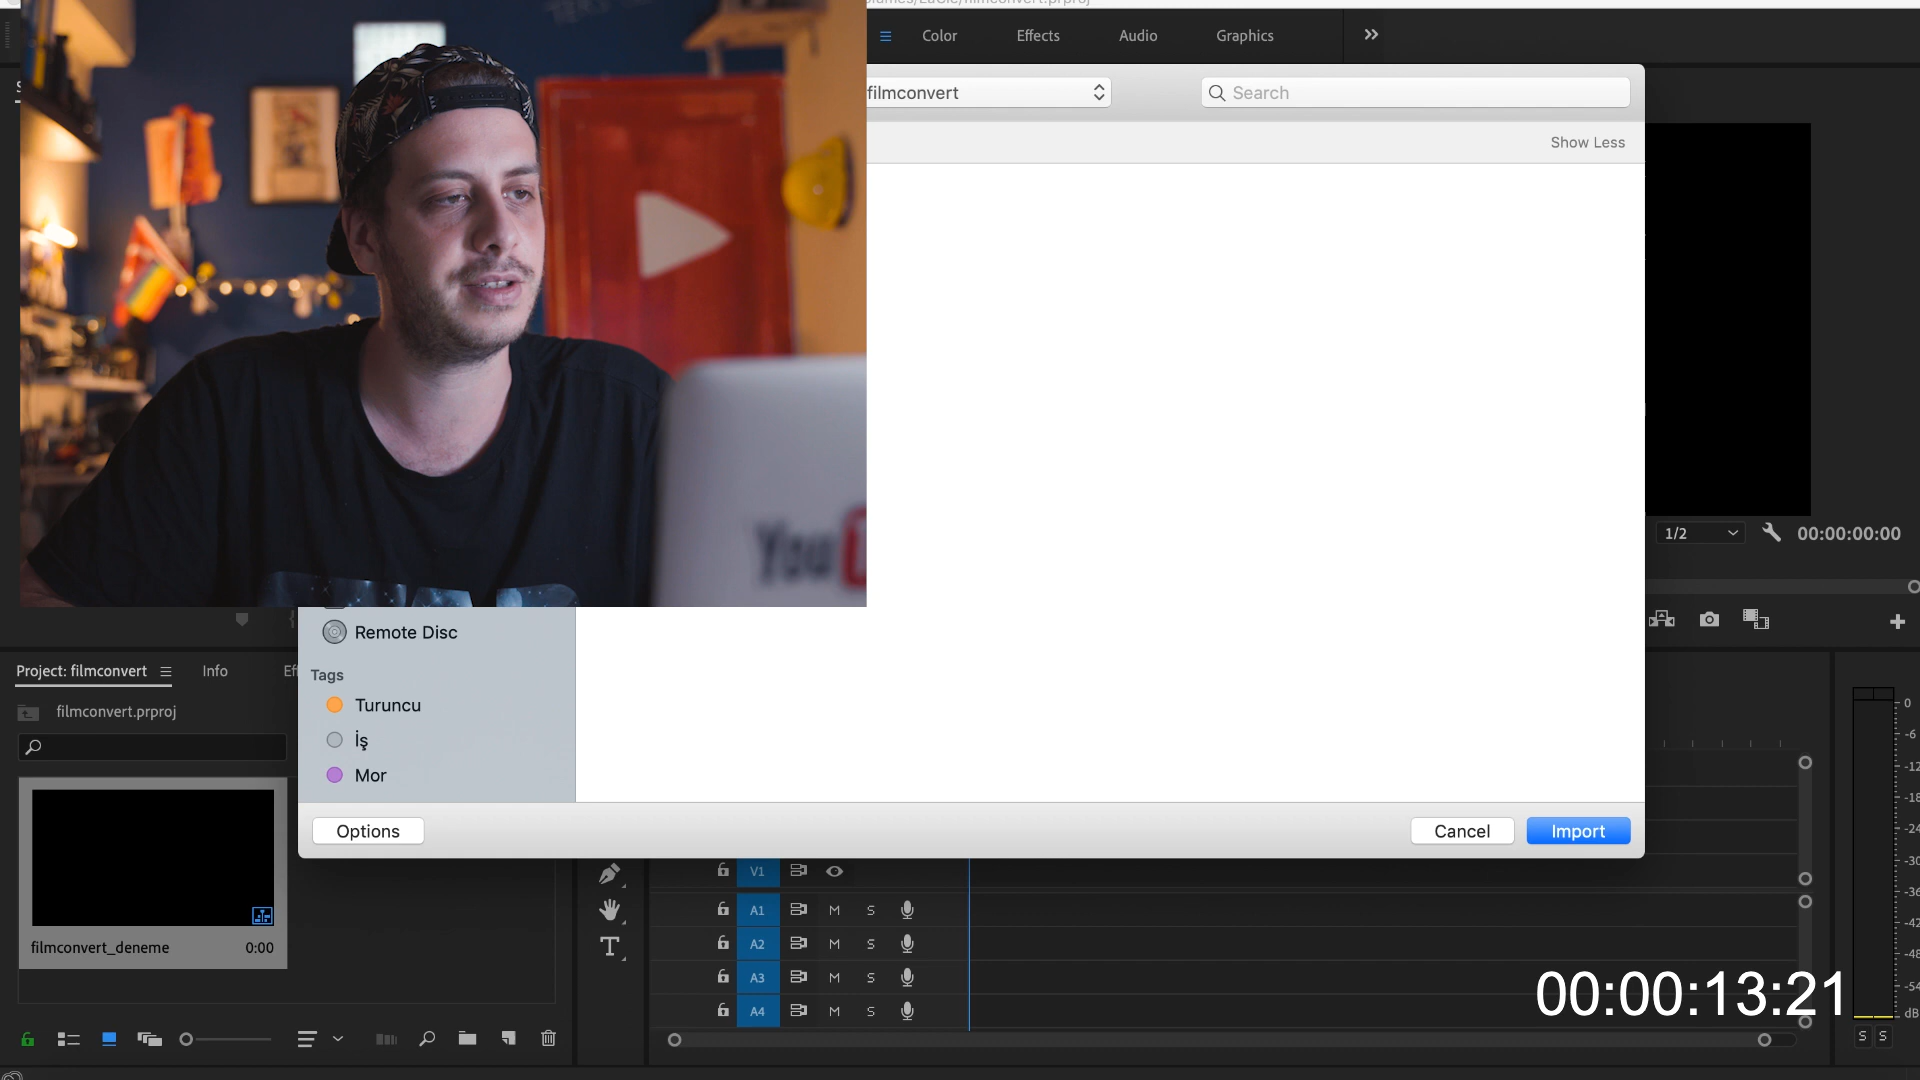 Color
Effects
Audio
Graphics
filmconvert
Search
Show Less
You
1/2
00:00:00:00
Remote Disc
Tags
Turuncu
İş
Mor
Options
Cancel
Import
Project: filmconvert
Info
filmconvert.prproj
filmconvert_deneme
0:00
V1
A1
M
S
A2
M
S
A3
M
S
A4
M
S
00:00:13:21
0
-6
-12
-18
-24
-30
-36
-42
-48
-54
dB
S
S